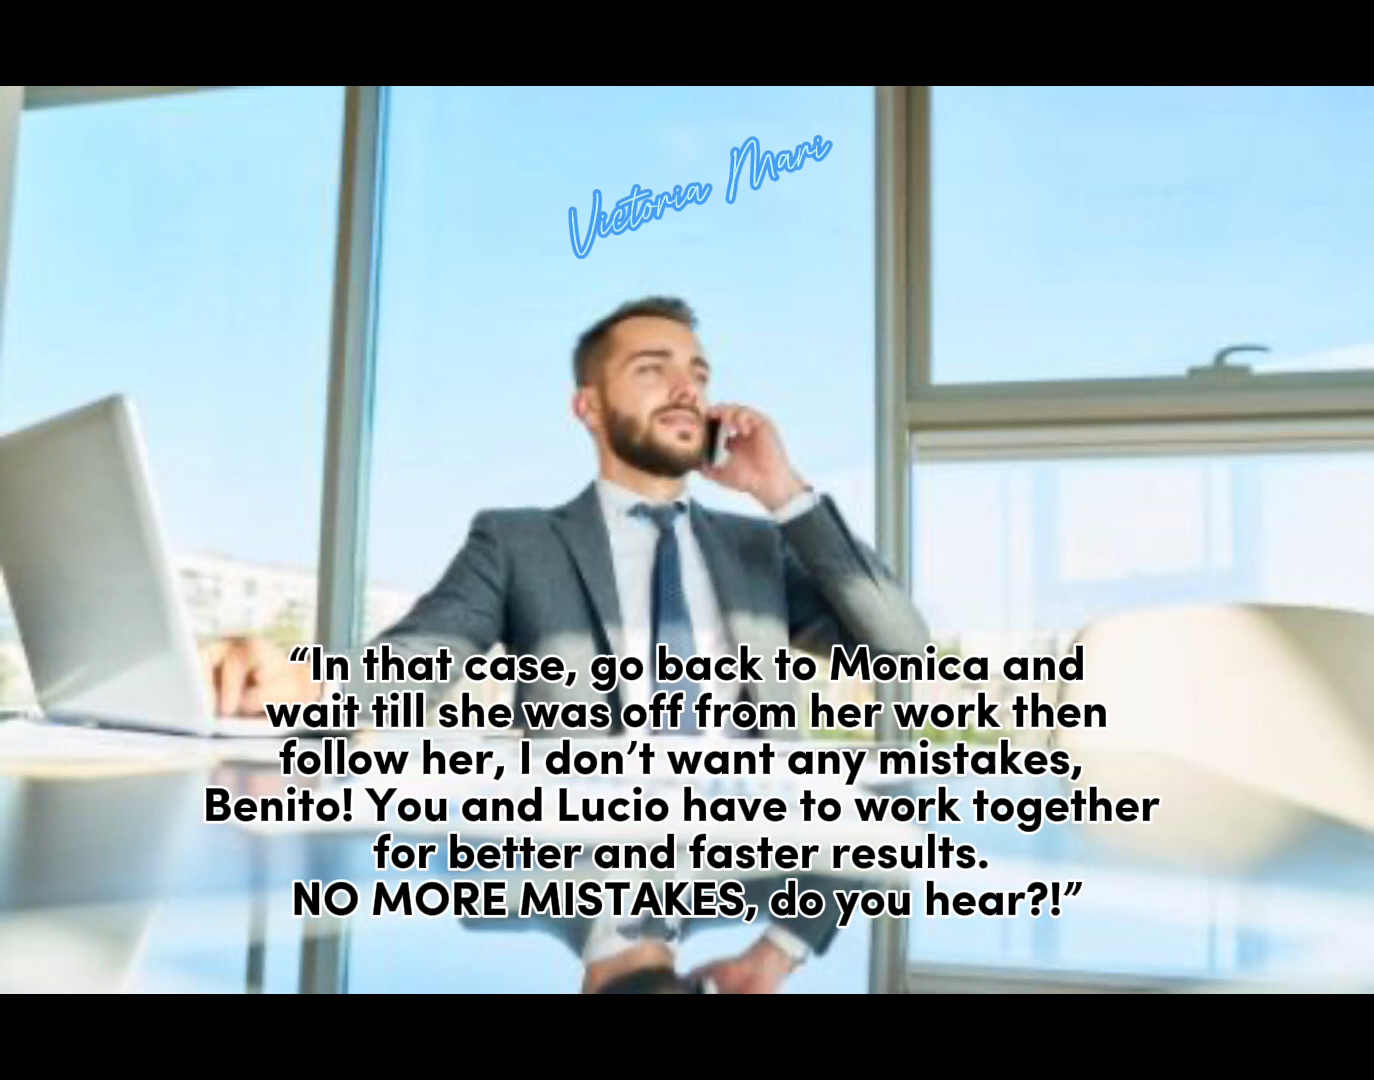 Victoria Mari
“In that case, go back to Monica and
wait till she was off from her work then
follow her, I don’t want any mistakes,
Benito! You and Lucio have to work together
for better and faster results.
NO MORE MISTAKES, do you hear?!”